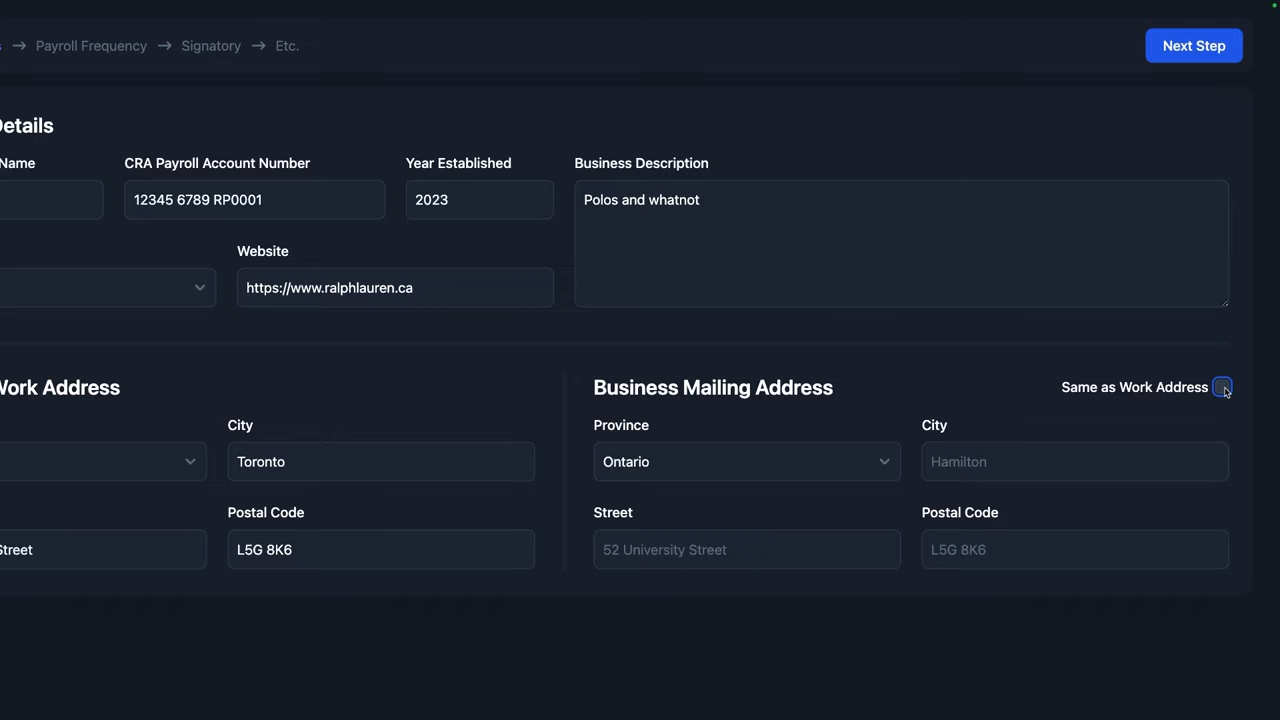 Payroll Frequency → Signatory → Etc.
Next Step
Details
Name
CRA Payroll Account Number
Year Established
Business Description
12345 6789 RP0001
2023
Polos and whatnot
Website
https://www.ralphlauren.ca
Work Address
Business Mailing Address
Same as Work Address
City
Province
City
Toronto
Ontario
Hamilton
Postal Code
Street
Postal Code
Street
L5G 8K6
52 University Street
L5G 8K6